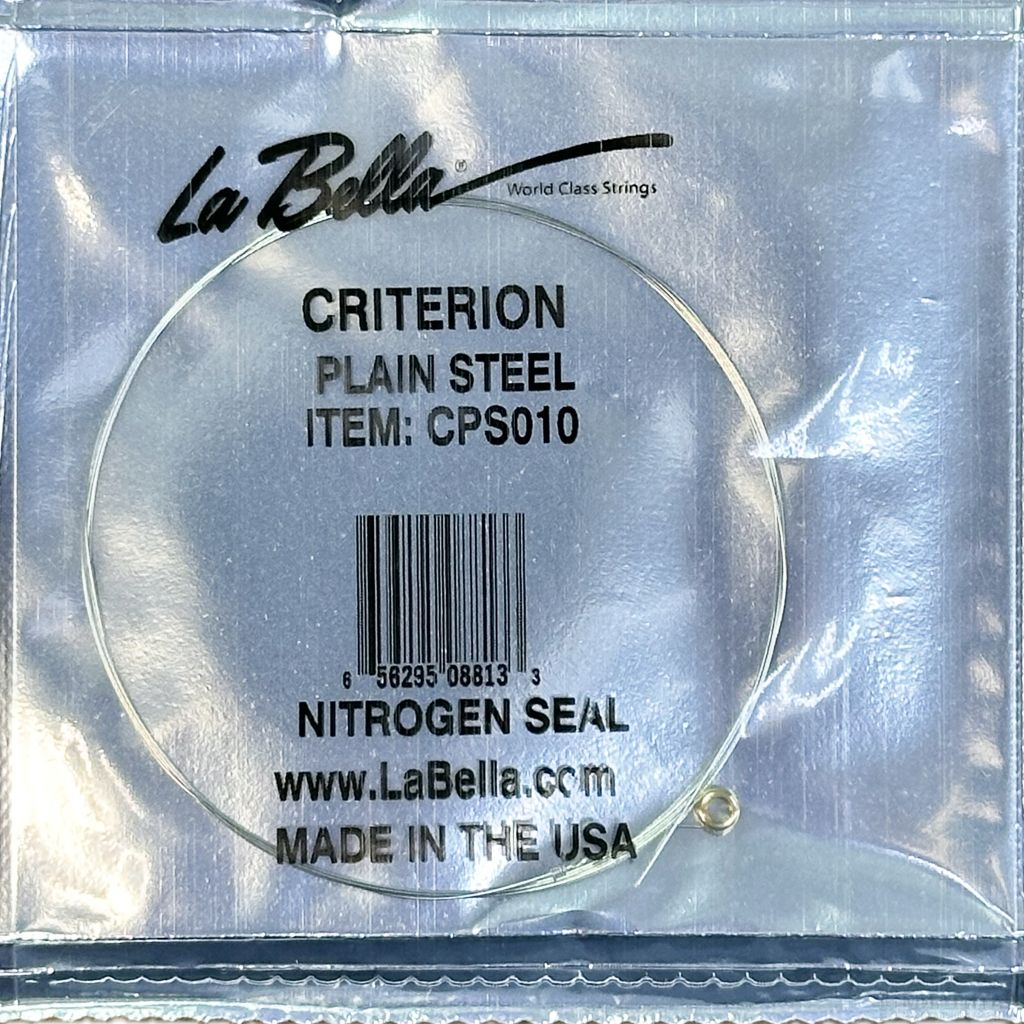 La Bella® World Class Strings
CRITERION
PLAIN STEEL
ITEM: CPS010
6 56295 08813 3
NITROGEN SEAL
www.LaBella.com
MADE IN THE USA